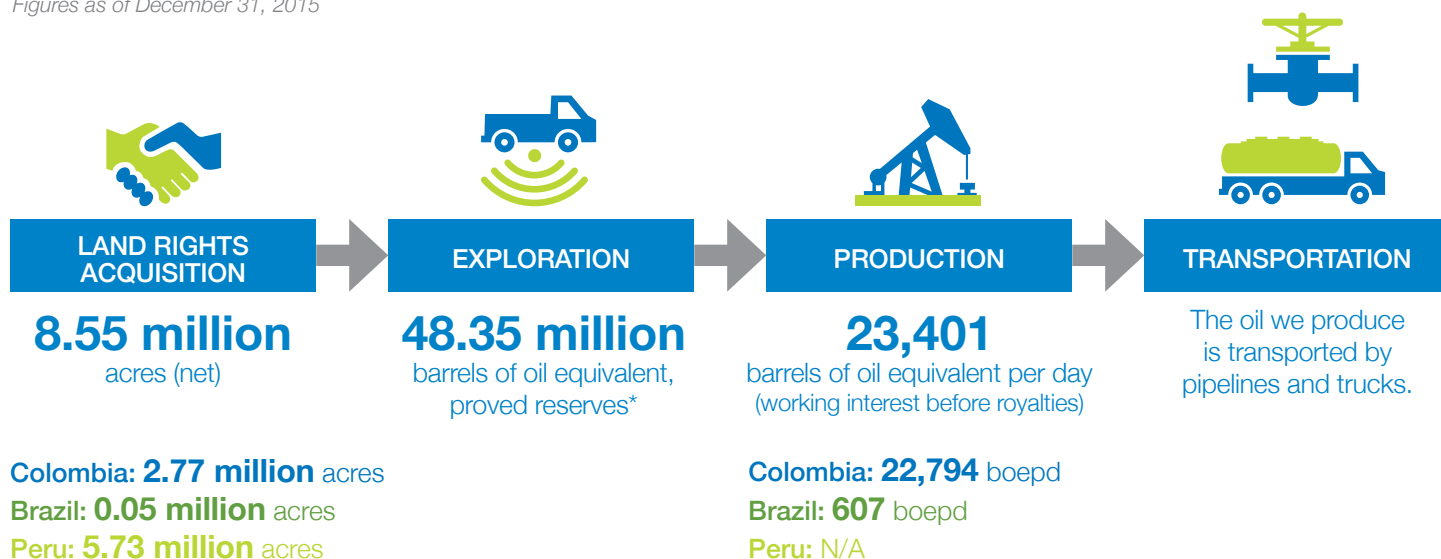 Figures as of December 31, 2015
LAND RIGHTS
ACQUISITION
8.55 million
acres (net)
Colombia: 2.77 million acres
Brazil: 0.05 million acres
Peru: 5.73 million acres
EXPLORATION
48.35 million
barrels of oil equivalent,
proved reserves*
PRODUCTION
23,401
barrels of oil equivalent per day
(working interest before royalties)
Colombia: 22,794 boepd
Brazil: 607 boepd
Peru: N/A
TRANSPORTATION
The oil we produce
is transported by
pipelines and trucks.